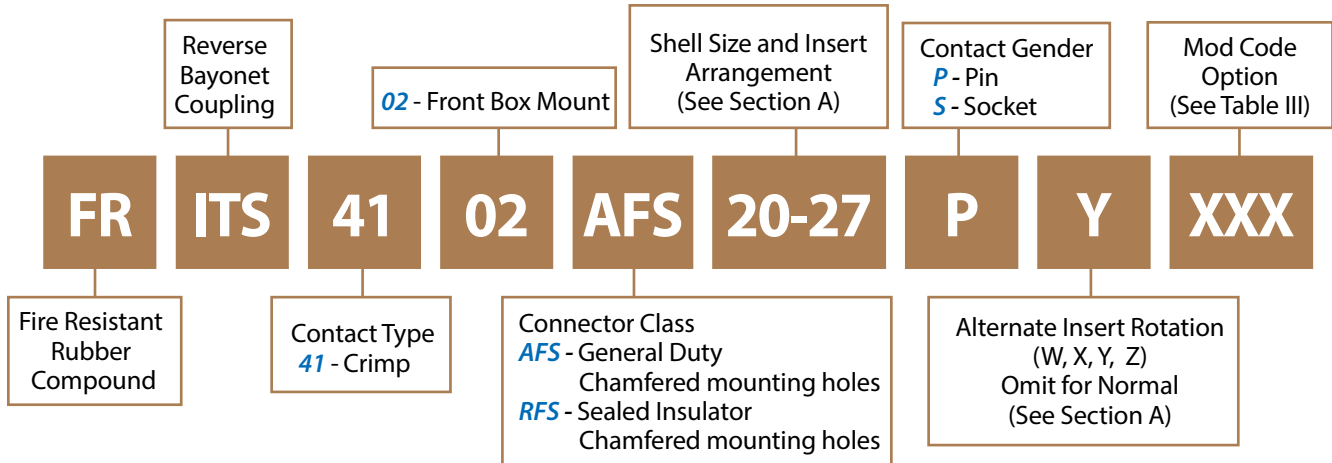 Reverse
Bayonet
Coupling
02 - Front Box Mount
Shell Size and Insert
Arrangement
(See Section A)
Contact Gender
P - Pin
S - Socket
Mod Code
Option
(See Table III)
FR ITS 41 02 AFS 20-27 P Y XXX
Fire Resistant
Rubber
Compound
Contact Type
41 - Crimp
Connector Class
AFS - General Duty
Chamfered mounting holes
RFS - Sealed Insulator
Chamfered mounting holes
Alternate Insert Rotation
(W, X, Y, Z)
Omit for Normal
(See Section A)